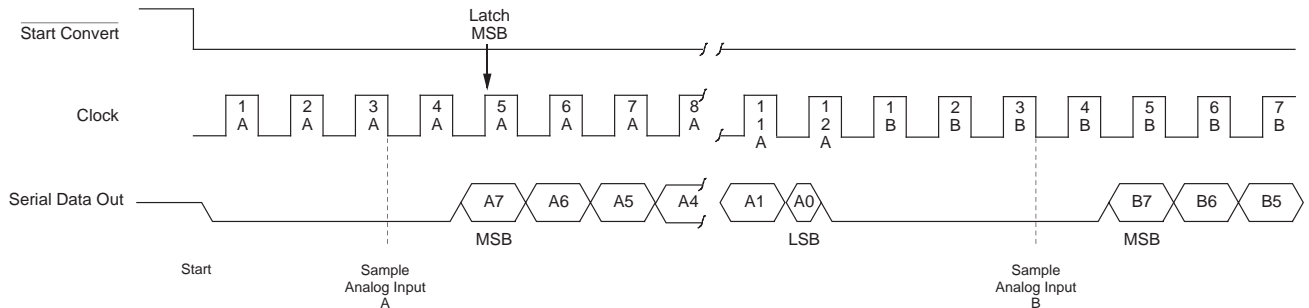 Latch
MSB
Start Convert
Clock
1 A
2 A
3 A
4 A
5 A
6 A
7 A
8 A
1 1 A
1 2 A
1 B
2 B
3 B
4 B
5 B
6 B
7 B
Serial Data Out
A7
A6
A5
A4
A1
A0
B7
B6
B5
MSB
LSB
MSB
Start
Sample
Analog Input
A
Sample
Analog Input
B